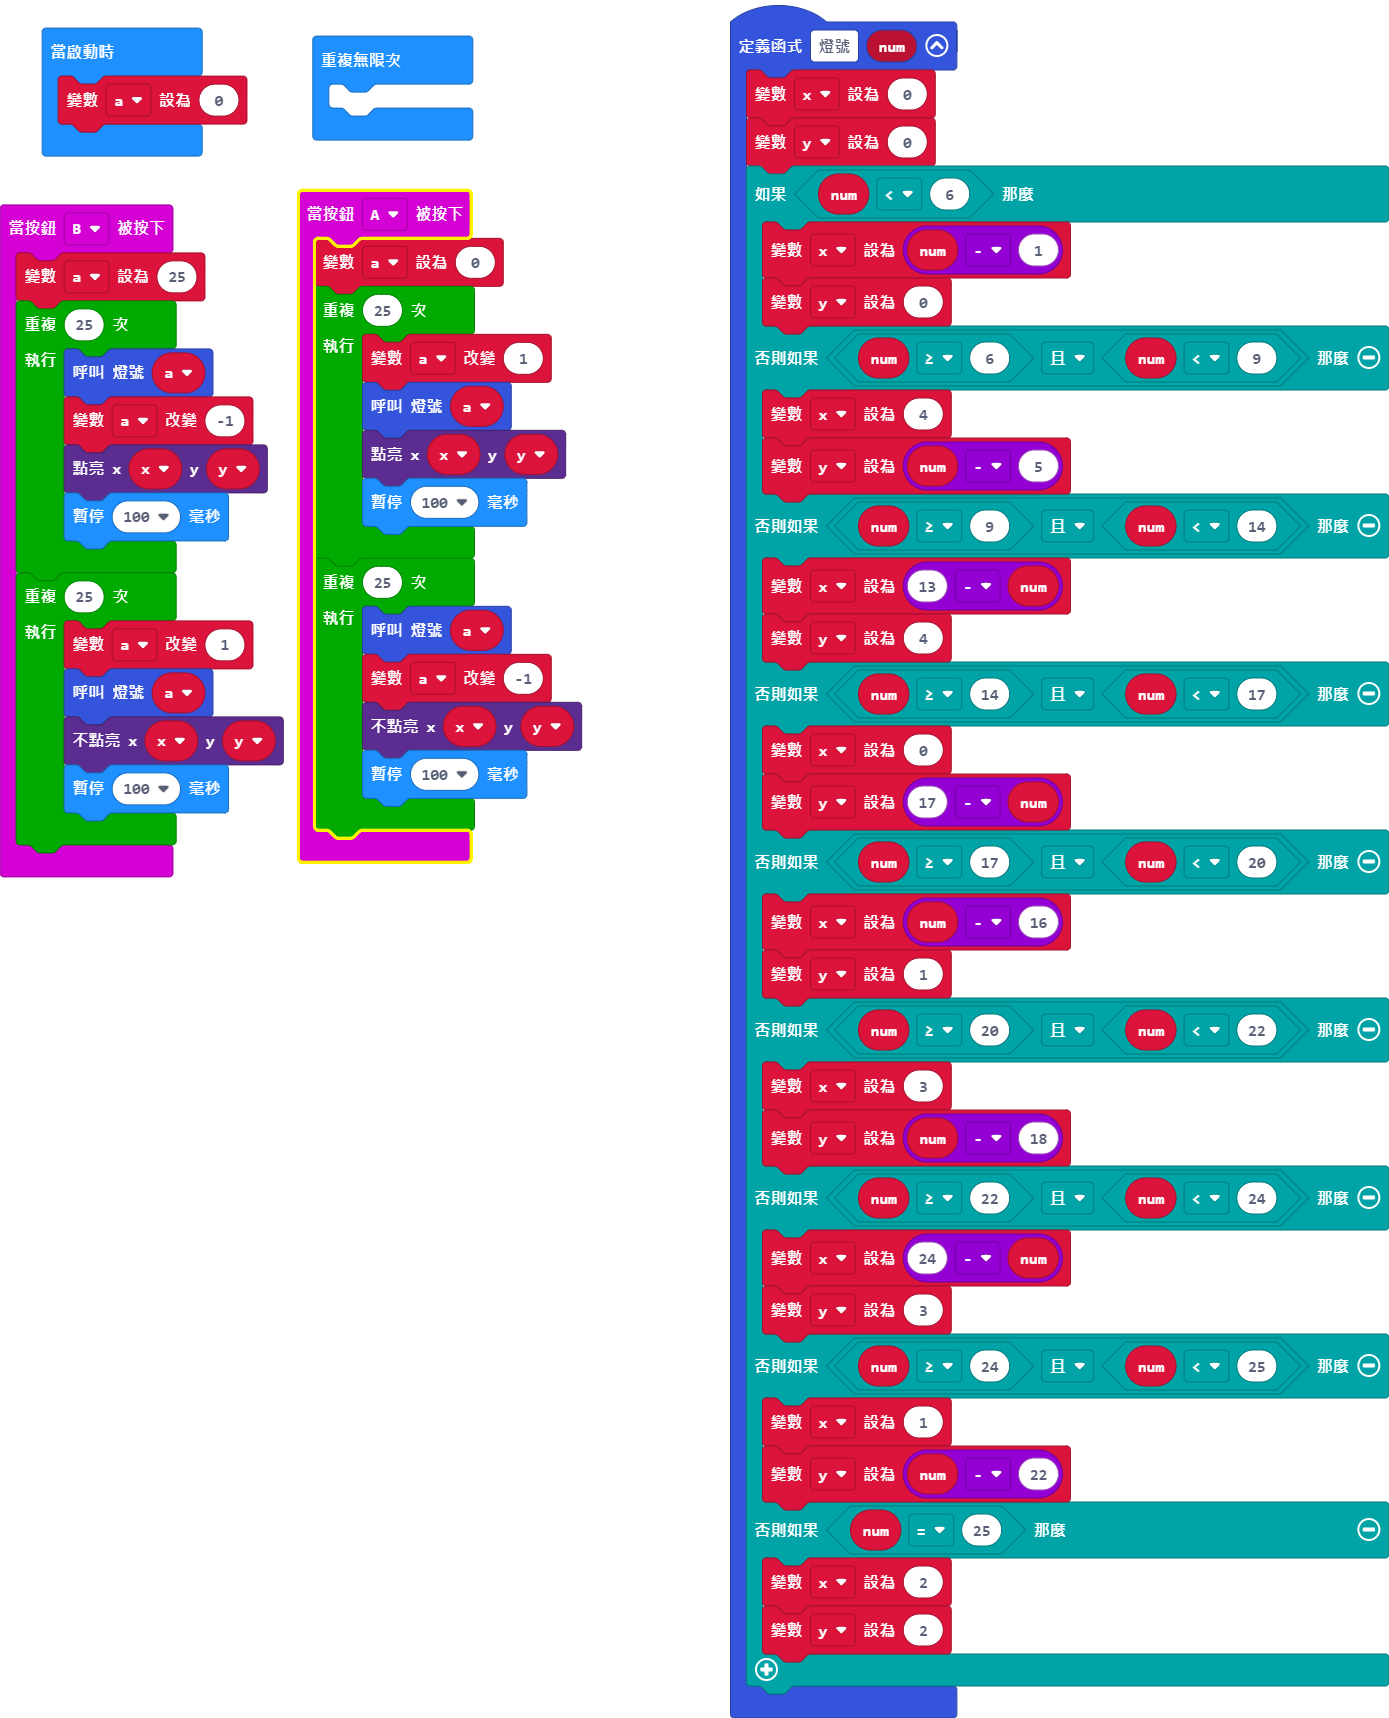 當啟動時
變數 a 設為 0
重複無限次
當按鈕 B 被按下
變數 a 設為 25
重複 25 次
執行
呼叫 燈號 a
變數 a 改變 -1
點亮 x x y y
暫停 100 毫秒
重複 25 次
執行
變數 a 改變 1
呼叫 燈號 a
不點亮 x x y y
暫停 100 毫秒
當按鈕 A 被按下
變數 a 設為 0
重複 25 次
執行
變數 a 改變 1
呼叫 燈號 a
點亮 x x y y
暫停 100 毫秒
重複 25 次
執行
呼叫 燈號 a
變數 a 改變 -1
不點亮 x x y y
暫停 100 毫秒
定義函式 燈號 num
變數 x 設為 0
變數 y 設為 0
如果 num < 6 那麼
變數 x 設為 num - 1
變數 y 設為 0
否則如果 num ≥ 6 且 num < 9 那麼
變數 x 設為 4
變數 y 設為 num - 5
否則如果 num ≥ 9 且 num < 14 那麼
變數 x 設為 13 - num
變數 y 設為 4
否則如果 num ≥ 14 且 num < 17 那麼
變數 x 設為 0
變數 y 設為 17 - num
否則如果 num ≥ 17 且 num < 20 那麼
變數 x 設為 num - 16
變數 y 設為 1
否則如果 num ≥ 20 且 num < 22 那麼
變數 x 設為 3
變數 y 設為 num - 18
否則如果 num ≥ 22 且 num < 24 那麼
變數 x 設為 24 - num
變數 y 設為 3
否則如果 num ≥ 24 且 num < 25 那麼
變數 x 設為 1
變數 y 設為 num - 22
否則如果 num = 25 那麼
變數 x 設為 2
變數 y 設為 2